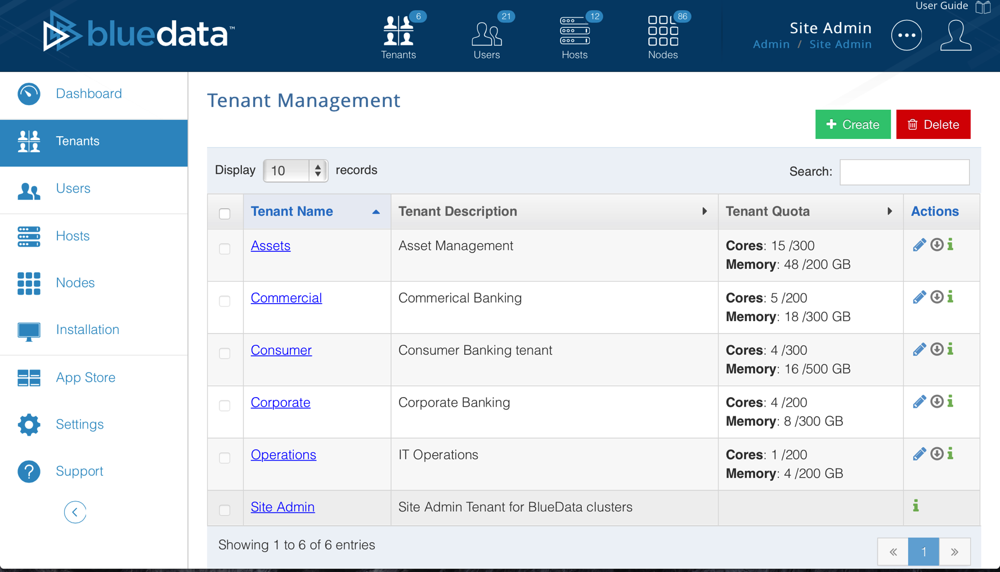 User Guide
bluedata™
6
Tenants
21
Users
12
Hosts
86
Nodes
Site Admin
Admin / Site Admin
Dashboard
Tenants
Users
Hosts
Nodes
Installation
App Store
Settings
Support
Tenant Management
Create
Delete
Display 10 records
Search:
Tenant Name Tenant Description Tenant Quota Actions
Assets Asset Management Cores: 15 /300
Memory: 48 /200 GB
Commercial Commerical Banking Cores: 5 /200
Memory: 18 /300 GB
Consumer Consumer Banking tenant Cores: 4 /300
Memory: 16 /500 GB
Corporate Corporate Banking Cores: 4 /200
Memory: 8 /300 GB
Operations IT Operations Cores: 1 /200
Memory: 4 /200 GB
Site Admin Site Admin Tenant for BlueData clusters
Showing 1 to 6 of 6 entries
« 1 »